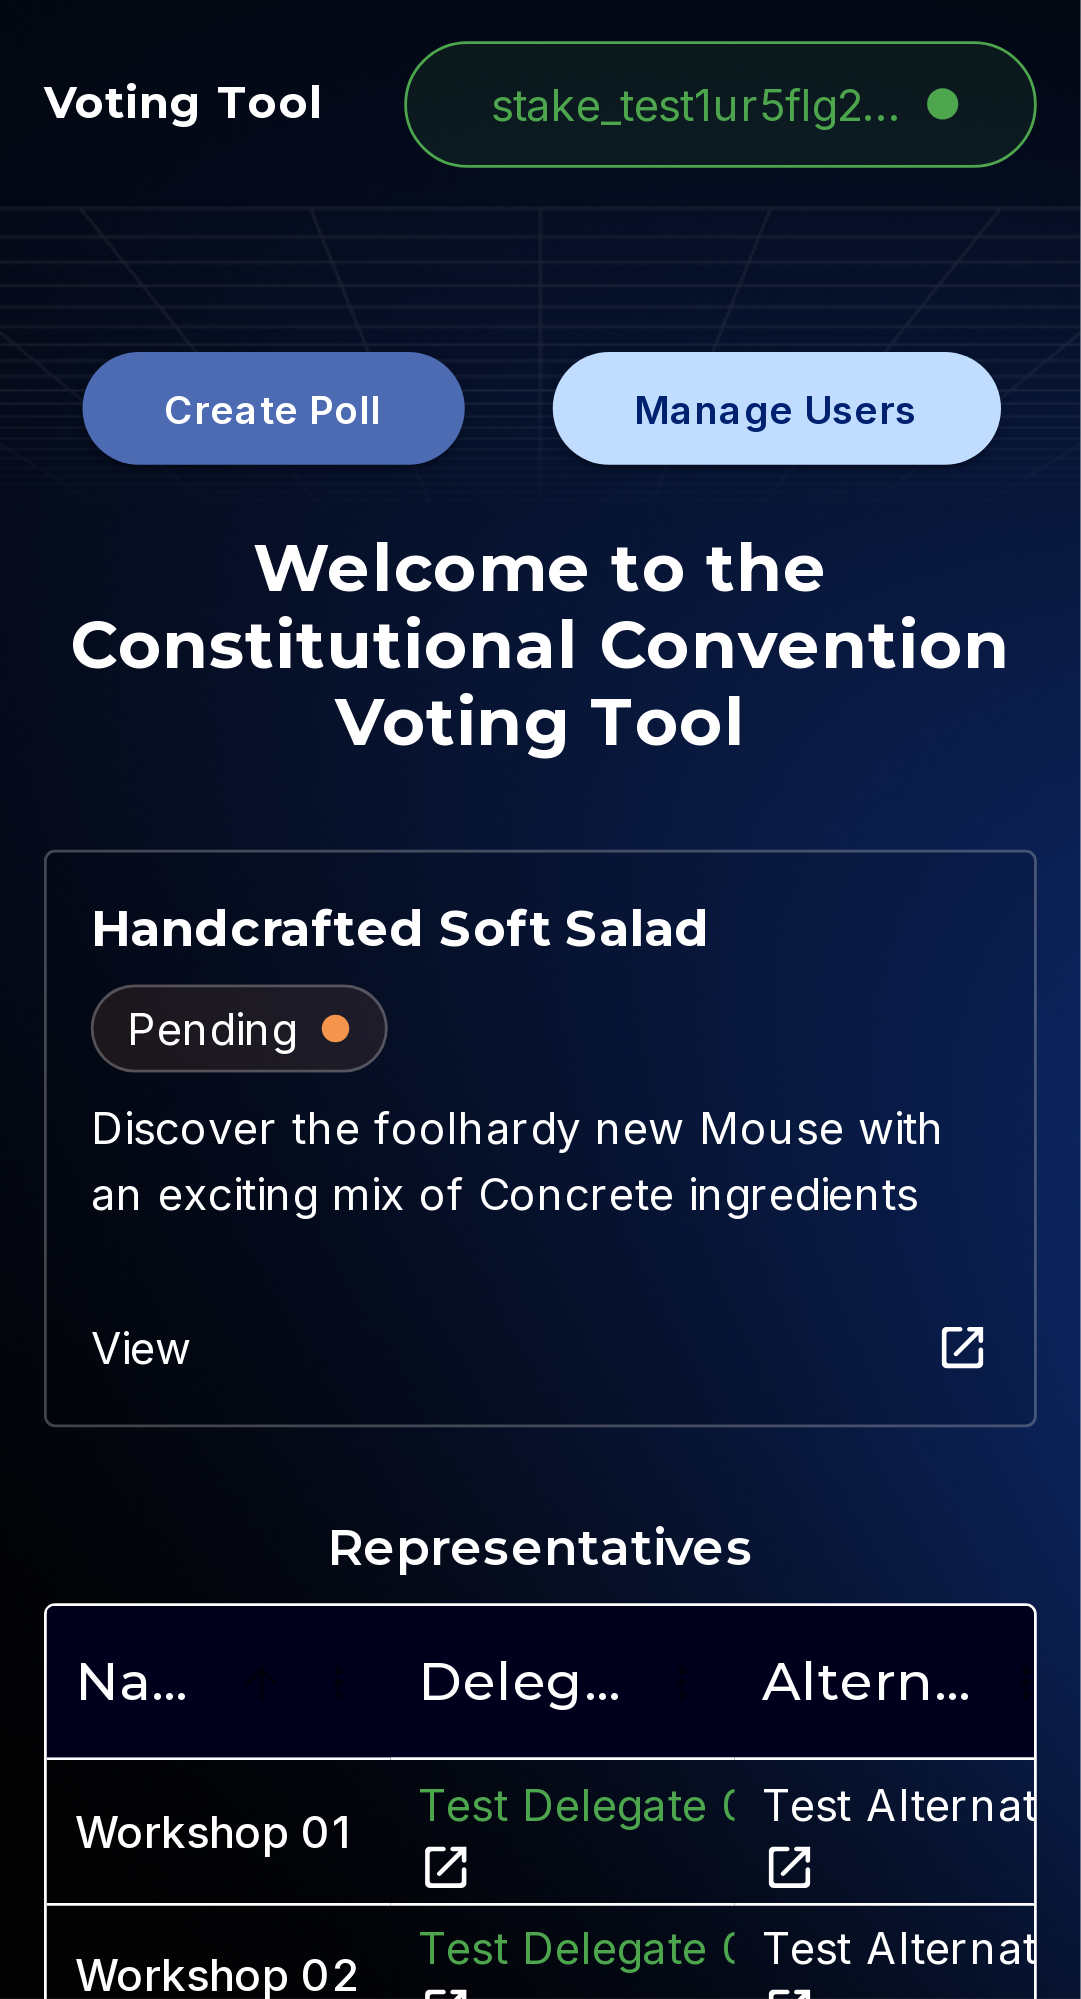 Voting Tool
stake_test1ur5flg2...
Create Poll
Manage Users
Welcome to the
Constitutional Convention
Voting Tool
Handcrafted Soft Salad
Pending
Discover the foolhardy new Mouse with
an exciting mix of Concrete ingredients
View
Representatives
Na... Deleg... Altern...
Workshop 01 Test Delegate Test Alternat
Workshop 02 Test Delegate Test Alternat